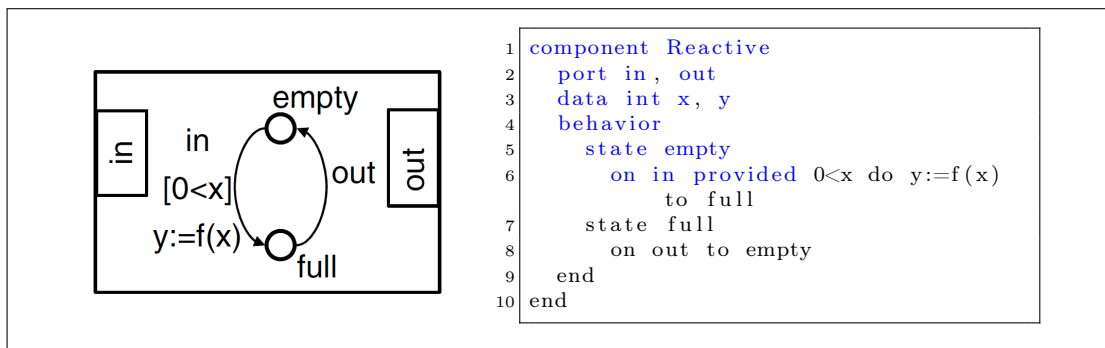 empty
in
in
[0<x]
out
out
y:=f(x)
full
1 component Reactive
2 port in, out
3 data int x, y
4 behavior
5 state empty
6 on in provided 0<x do y:=f(x)
to full
7 state full
8 on out to empty
9 end
10 end